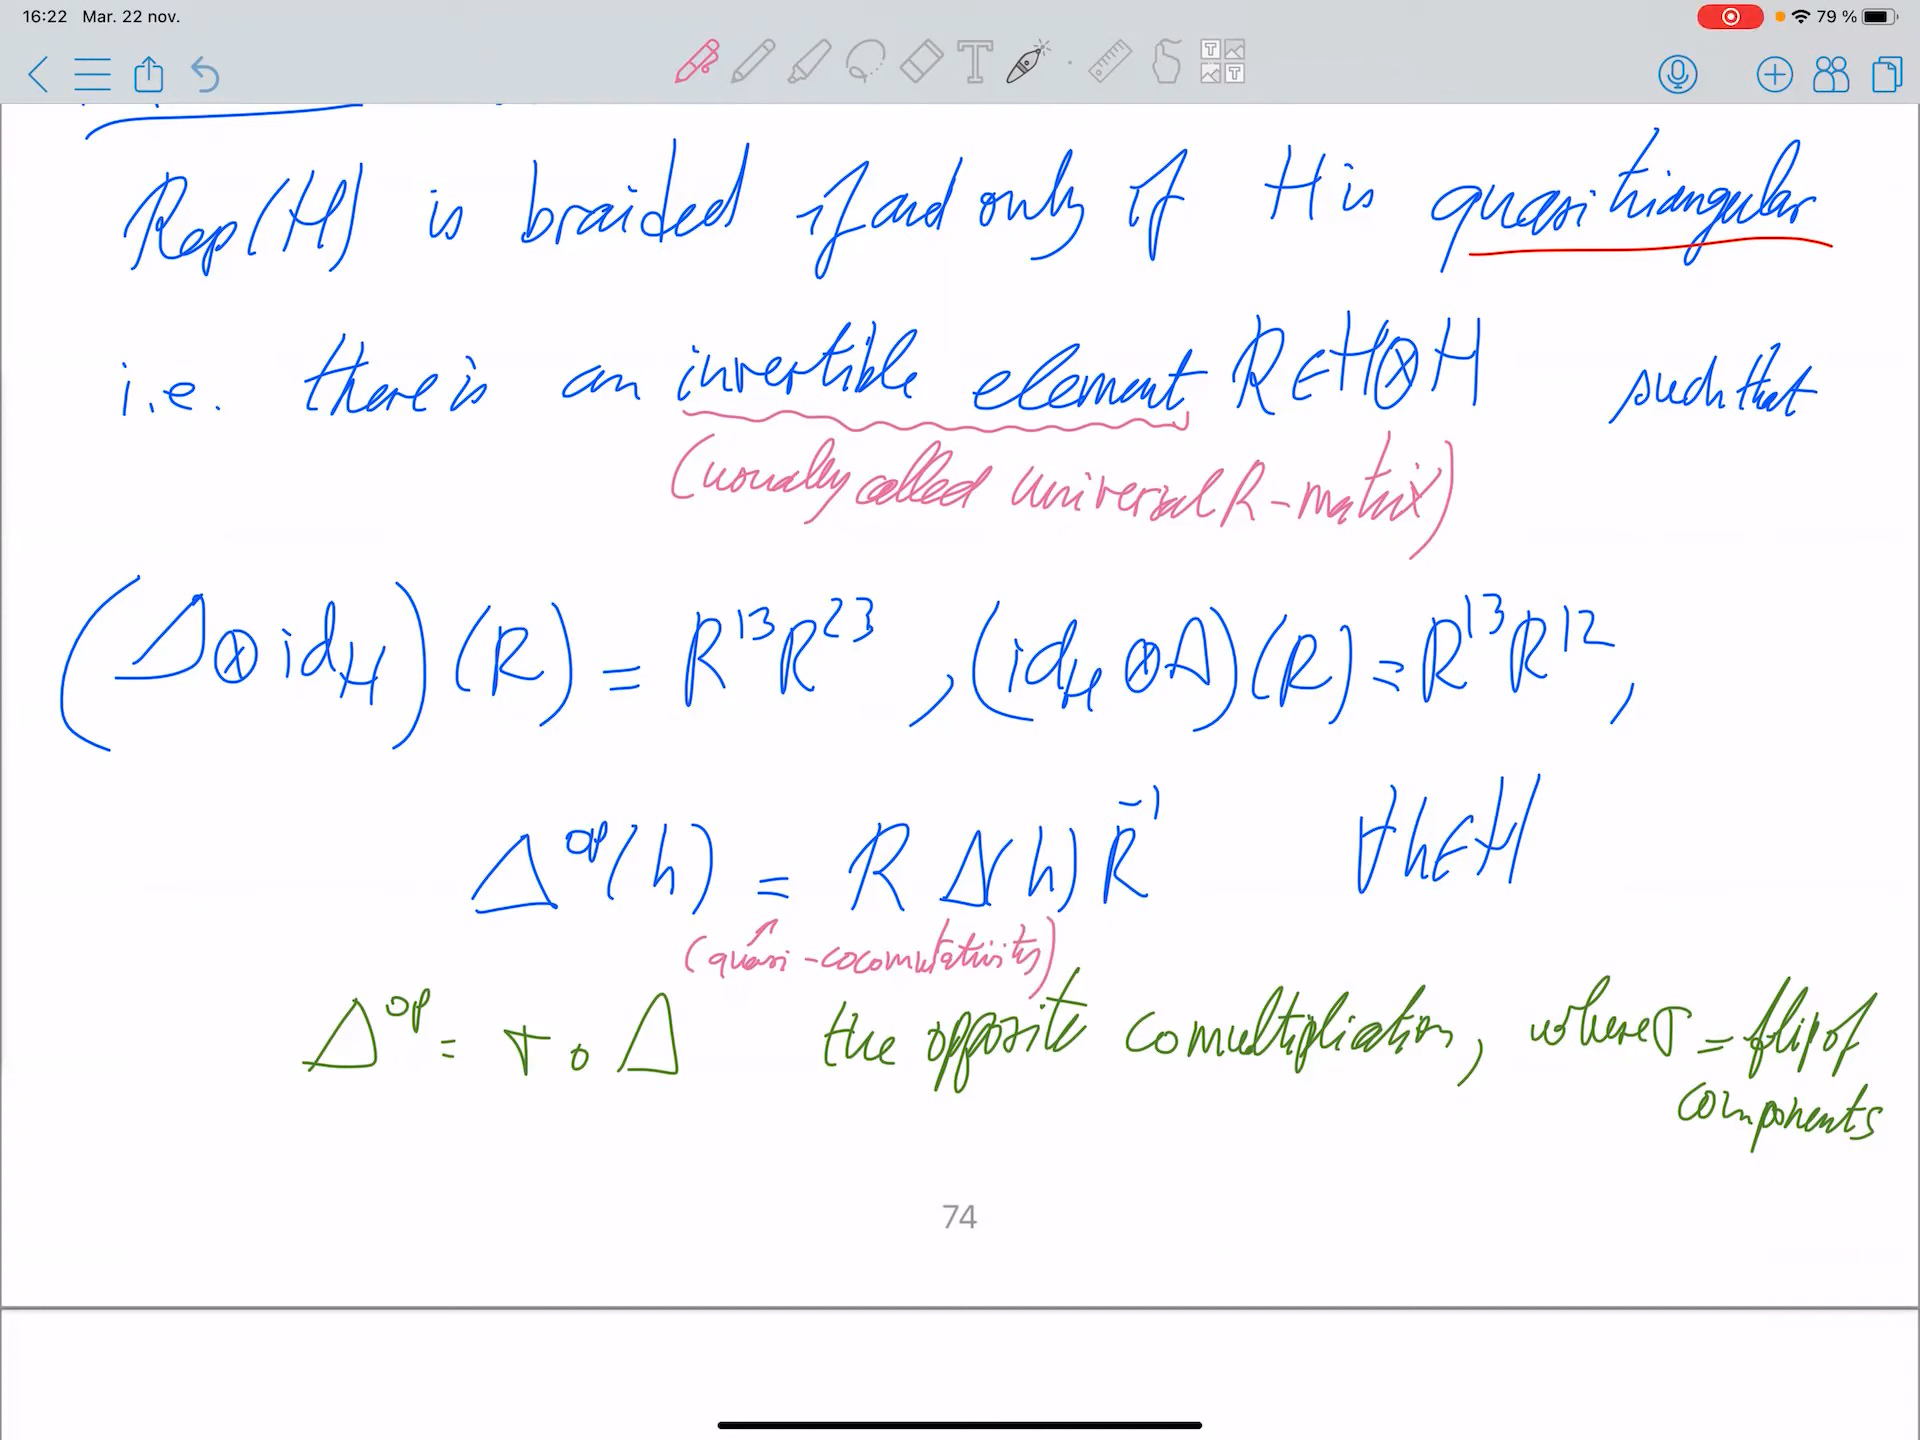 16:22 Mar. 22 nov. 79 %
Rep(H) is braided if and only if H is quasitriangular
i.e. there is an invertible element R∈H⊗H such that
(usually called universal R-matrix)
(Δ⊗id_H)(R) = R^13 R^23, (id_H⊗Δ)(R) = R^13 R^12,
Δ^op(h) = R Δ(h) R^-1 ∀h∈H
(quasi-cocomutativity)
Δ^op = τ∘Δ the opposite comultiplication, where τ = flip of
components
74